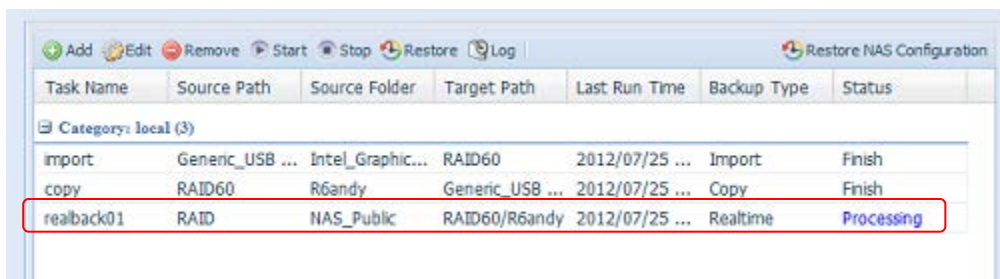 Add Edit Remove Start Stop Restore Log Restore NAS Configuration
Task Name Source Path Source Folder Target Path Last Run Time Backup Type Status
Category: local (3)
import Generic_USB ... Intel_Graphic... RAID60 2012/07/25 ... Import Finish
copy RAID60 R6andy Generic_USB ... 2012/07/25 ... Copy Finish
realback01 RAID NAS_Public RAID60/R6andy 2012/07/25 ... Realtime Processing